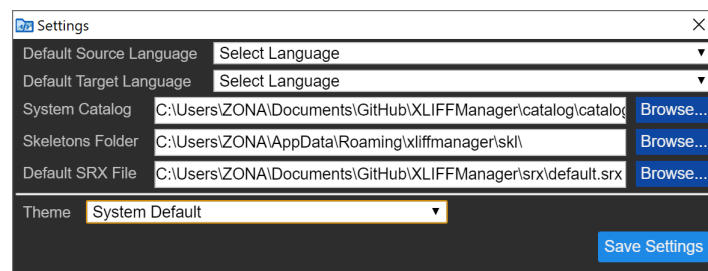 Settings
Default Source Language Select Language
Default Target Language Select Language
System Catalog C:\Users\ZONA\Documents\GitHub\XLIFFManager\catalog\catalog Browse...
Skeletons Folder C:\Users\ZONA\AppData\Roaming\xliffmanager\skl\ Browse...
Default SRX File C:\Users\ZONA\Documents\GitHub\XLIFFManager\srx\default.srx Browse...
Theme System Default
Save Settings